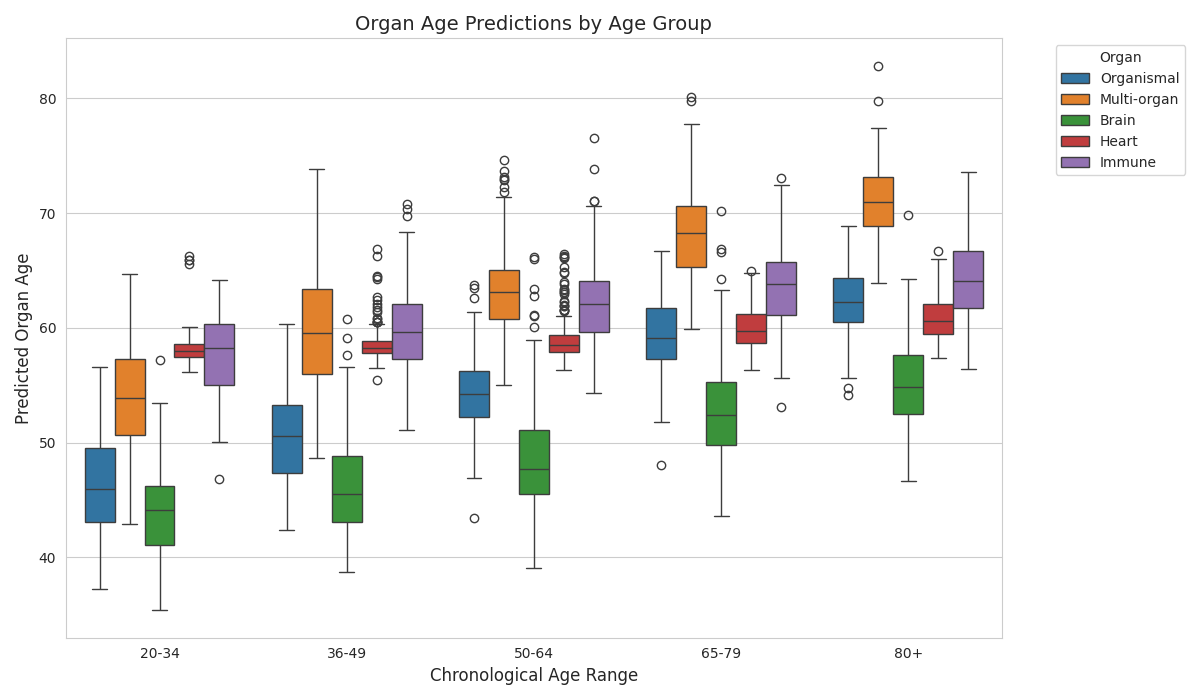 Organ Age Predictions by Age Group
Organ
Organismal
Multi-organ
Brain
Heart
Immune
Predicted Organ Age
80
70
60
50
40
20-34
36-49
50-64
65-79
80+
Chronological Age Range